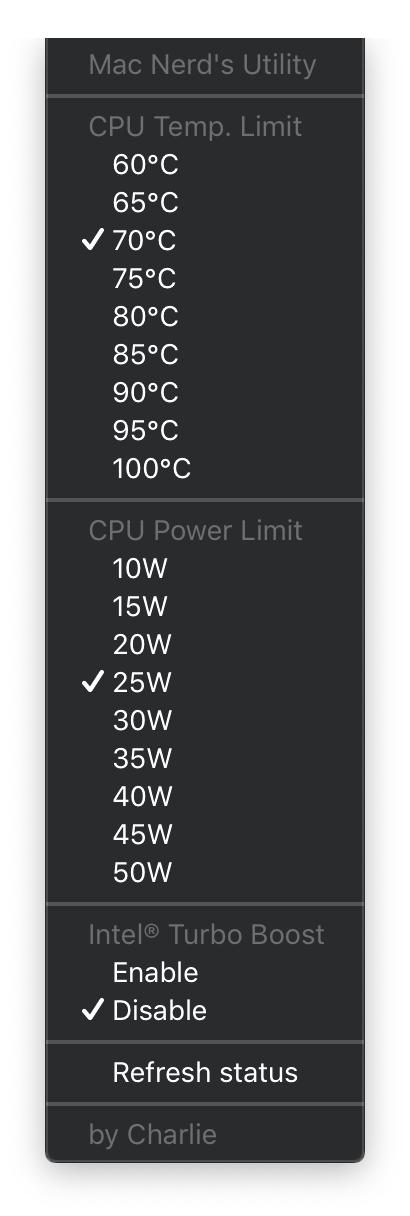 Mac Nerd's Utility
CPU Temp. Limit
60°C
65°C
70°C
75°C
80°C
85°C
90°C
95°C
100°C
CPU Power Limit
10W
15W
20W
25W
30W
35W
40W
45W
50W
Intel® Turbo Boost
Enable
Disable
Refresh status
by Charlie